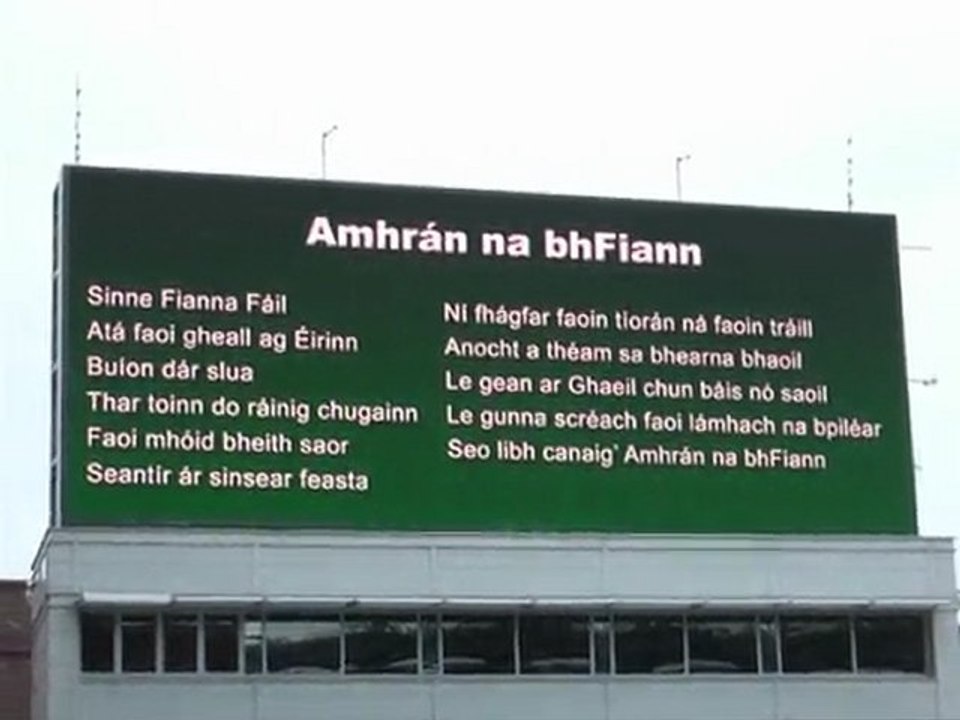 Amhrán na bhFiann
Sinne Fianna Fáil
Atá faoi gheall ag Éirinn
Buíon dár slua
Thar toinn do ráinig chugainn
Faoi mhóid bheith saor
Seantír ár sinsear feasta
Ní fhágfar faoin tíorán ná faoin tráill
Anocht a théam sa bhearna bhaoil
Le gean ar Ghaeil chun báis nó saoil
Le gunna scréach faoi lámhach na bpiléar
Seo libh canaig' Amhrán na bhFiann